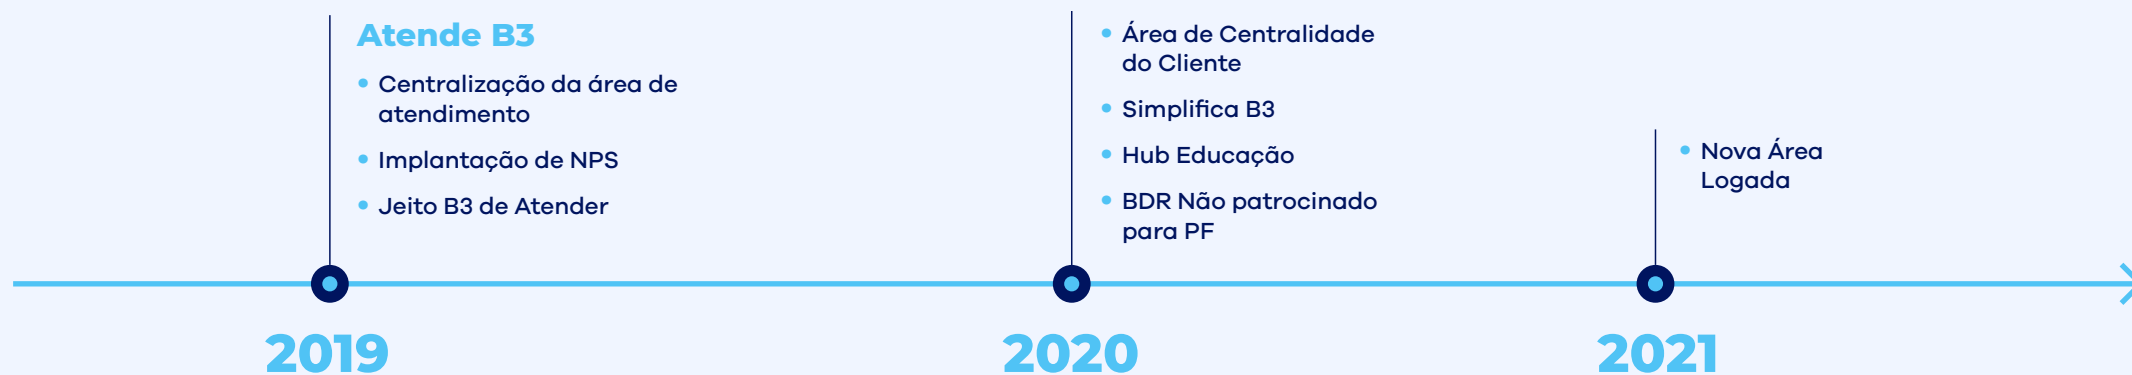 Atende B3
• Centralização da área de
atendimento
• Implantação de NPS
• Jeito B3 de Atender
2019
• Área de Centralidade
do Cliente
• Simplifica B3
• Hub Educação
• BDR Não patrocinado
para PF
2020
• Nova Área
Logada
2021